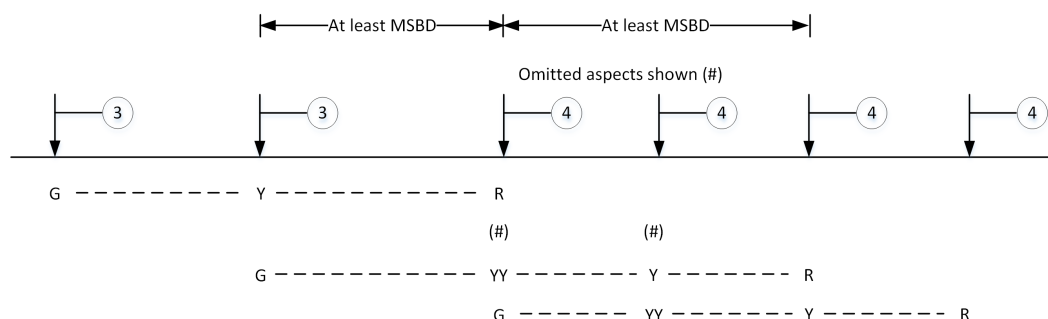 At least MSBD At least MSBD
Omitted aspects shown (#)
3 3 4 4 4 4
G Y R
(#) (#)
G YY Y R
G YY Y R